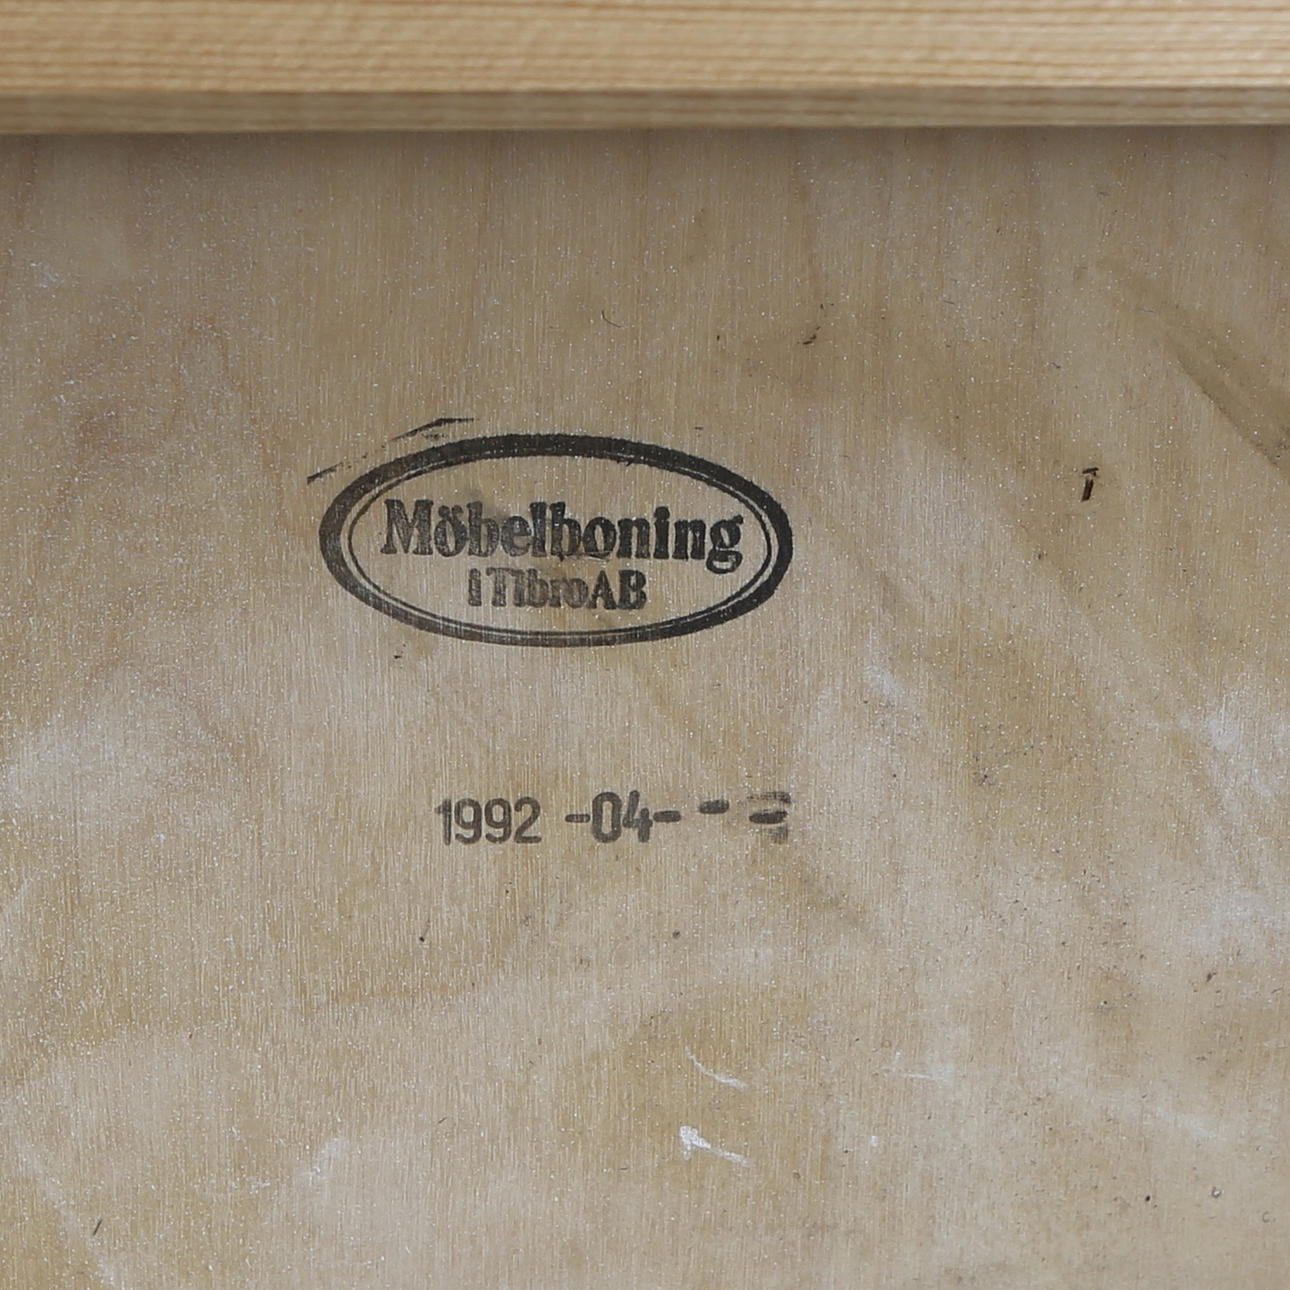 Möbelboning
i Tibro AB
1992 -04-